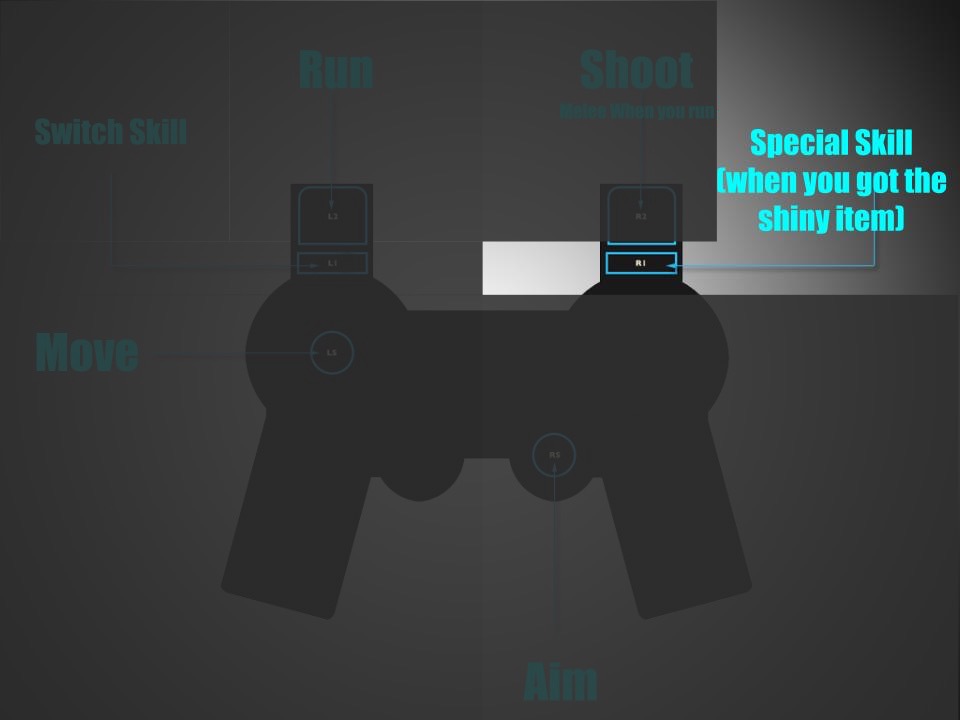 Run
Shoot
Melee When you run
Switch Skill
Special Skill
(when you got the
shiny item)
L2
R2
L1
R1
Move
LS
RS
Aim